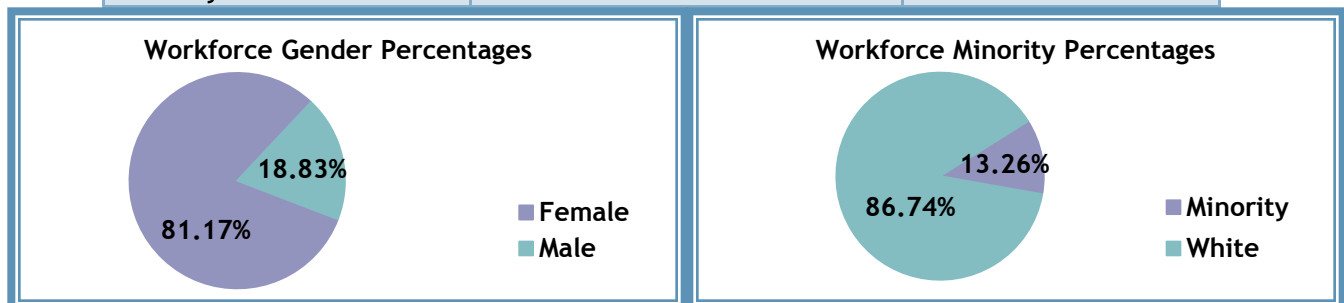 Workforce Gender Percentages
18.83%
81.17%
Female
Male
Workforce Minority Percentages
13.26%
86.74%
Minority
White